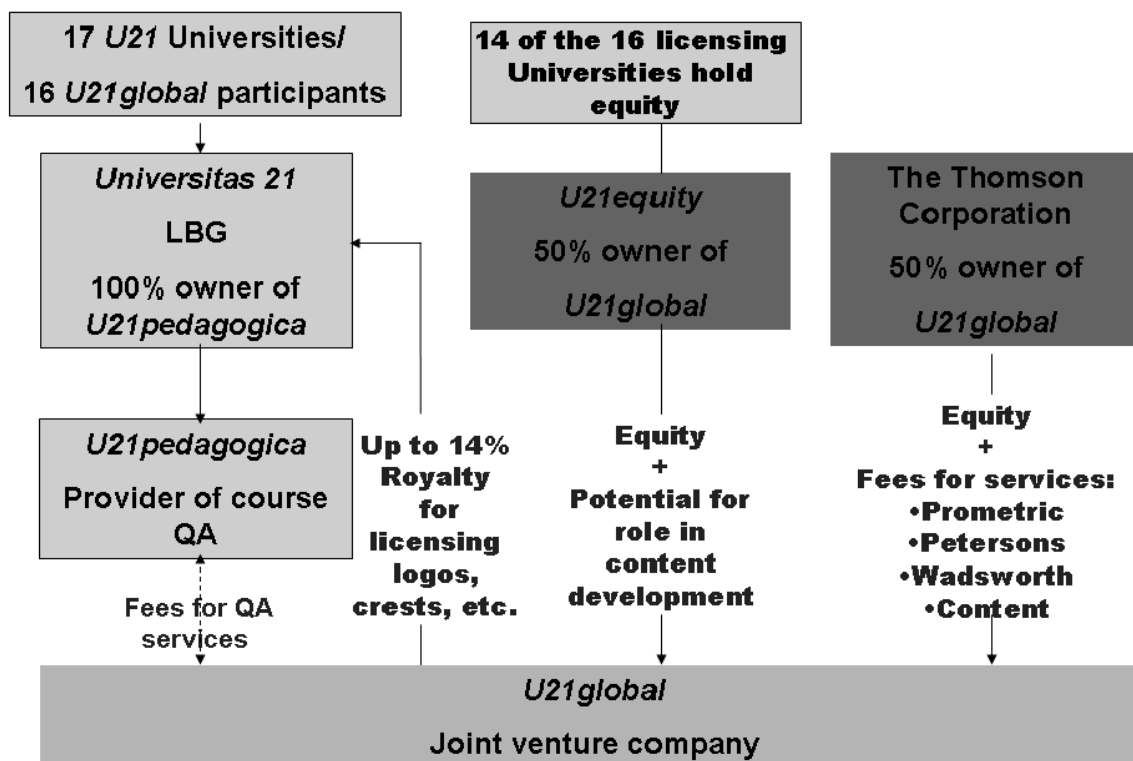 17 U21 Universities/
16 U21global participants
Universitas 21
LBG
100% owner of
U21pedagogica
U21pedagogica
Provider of course
QA
Fees for QA
services
Up to 14%
Royalty
for
licensing
logos,
crests, etc.
14 of the 16 licensing
Universities hold
equity
U21equity
50% owner of
U21global
Equity
+
Potential for
role in
content
development
The Thomson
Corporation
50% owner of
U21global
Equity
+
Fees for services:
•Prometric
•Petersons
•Wadsworth
•Content
U21global
Joint venture company